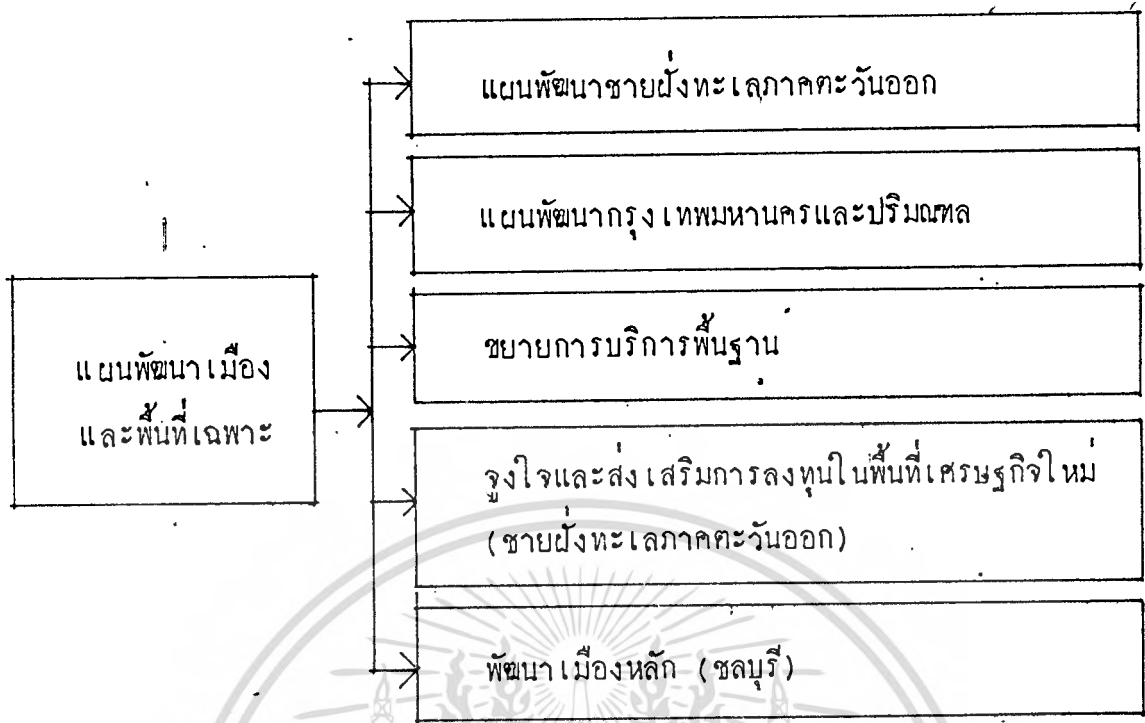 แผนพัฒนาชายฝั่งทะเลภาคตะวันออก
แผนพัฒนากรุงเทพมหานครและปริมณฑล
ขยายการบริการพื้นฐาน
แผนพัฒนาเมือง
และพื้นที่เฉพาะ
จูงใจและส่งเสริมการลงทุนในพื้นที่เศรษฐกิจใหม่
(ชายฝั่งทะเลภาคตะวันออก)
พัฒนาเมืองหลัก (ชลบุรี)